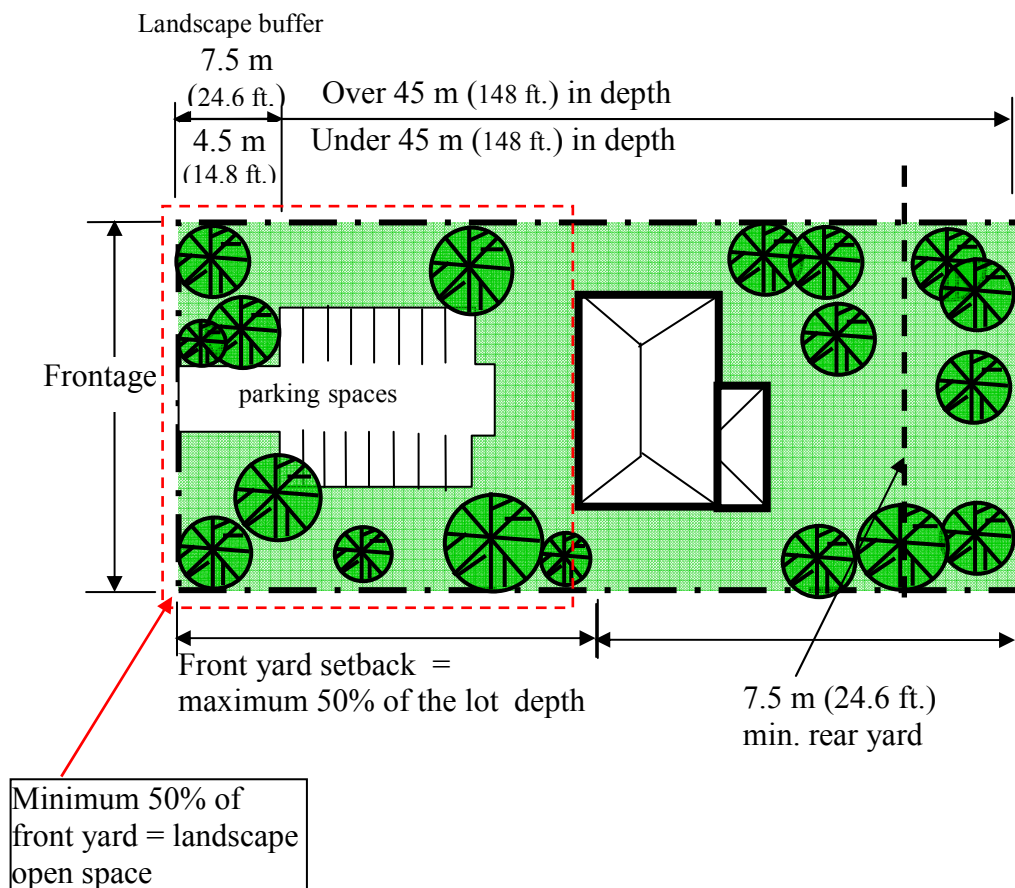 Landscape buffer
7.5 m
(24.6 ft.)
Over 45 m (148 ft.) in depth
4.5 m
(14.8 ft.)
Under 45 m (148 ft.) in depth
Frontage
parking spaces
Front yard setback =
maximum 50% of the lot depth
7.5 m (24.6 ft.)
min. rear yard
Minimum 50% of
front yard = landscape
open space